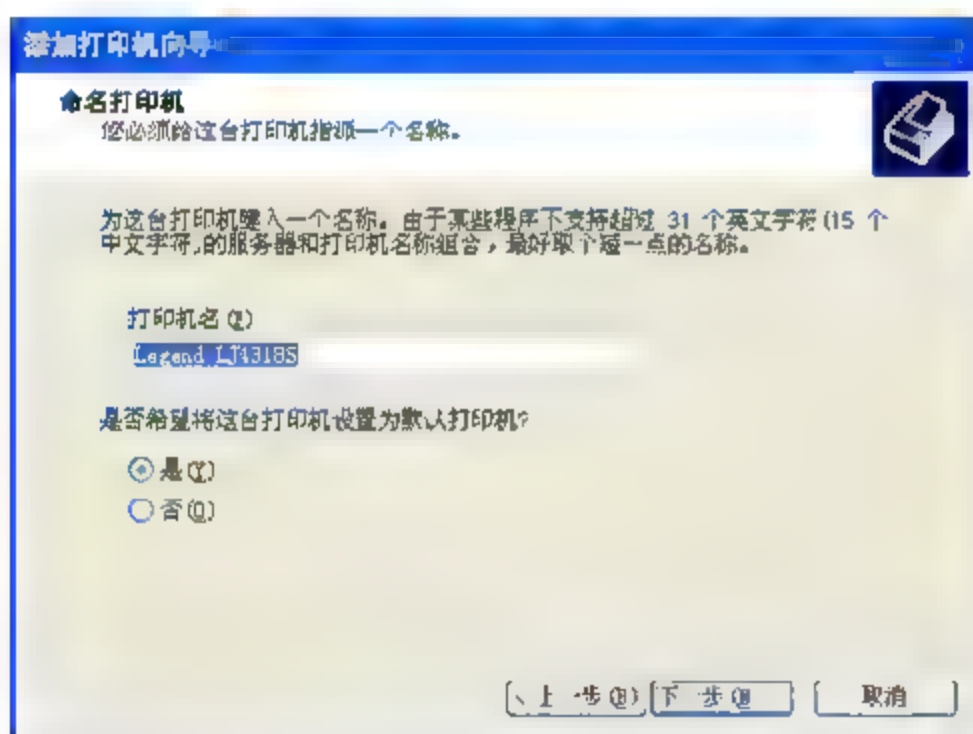 添加打印机向导
命名打印机
您必须给这台打印机指派一个名称。
为这台打印机键入一个名称。由于某些程序不支持超过 31 个英文字符(15 个
中文字符)的服务器和打印机名称组合，最好取个短一点的名称。
打印机名(P)
Legend LJ4318S
是否希望将这台打印机设置为默认打印机?
是(Y)
否(O)
上一步(B)
下一步(N)
取消